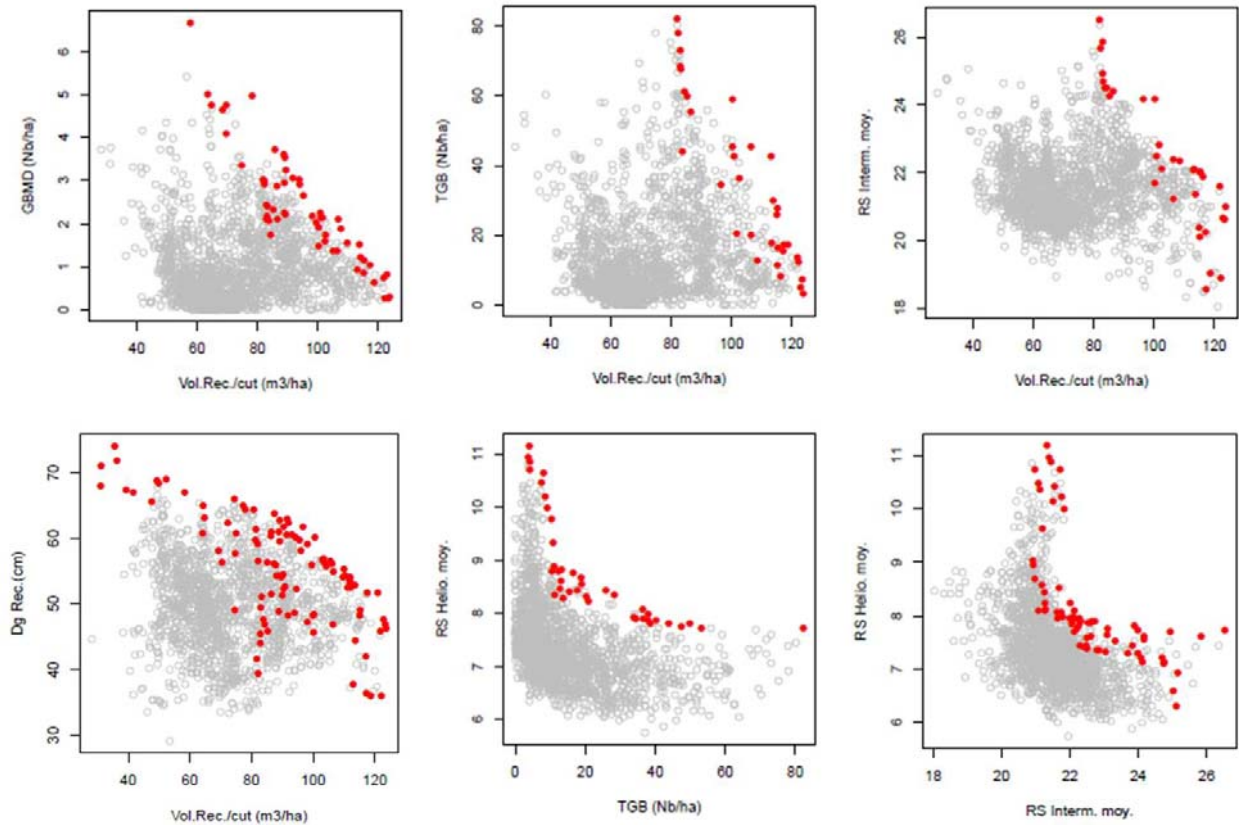 GBMD (Nb/ha)
6
5
4
3
2
1
0
40 60 80 100 120
Vol.Rec./cut (m3/ha)
TGB (Nb/ha)
80
60
40
20
0
40 60 80 100 120
Vol.Rec./cut (m3/ha)
RS Interm. moy.
26
24
22
20
18
40 60 80 100 120
Vol.Rec./cut (m3/ha)
Dg Rec.(cm)
70
60
50
40
30
40 60 80 100 120
Vol.Rec./cut (m3/ha)
RS Helio. moy.
11
10
9
8
7
6
0 20 40 60 80
TGB (Nb/ha)
RS Helio. moy.
11
10
9
8
7
6
18 20 22 24 26
RS Interm. moy.